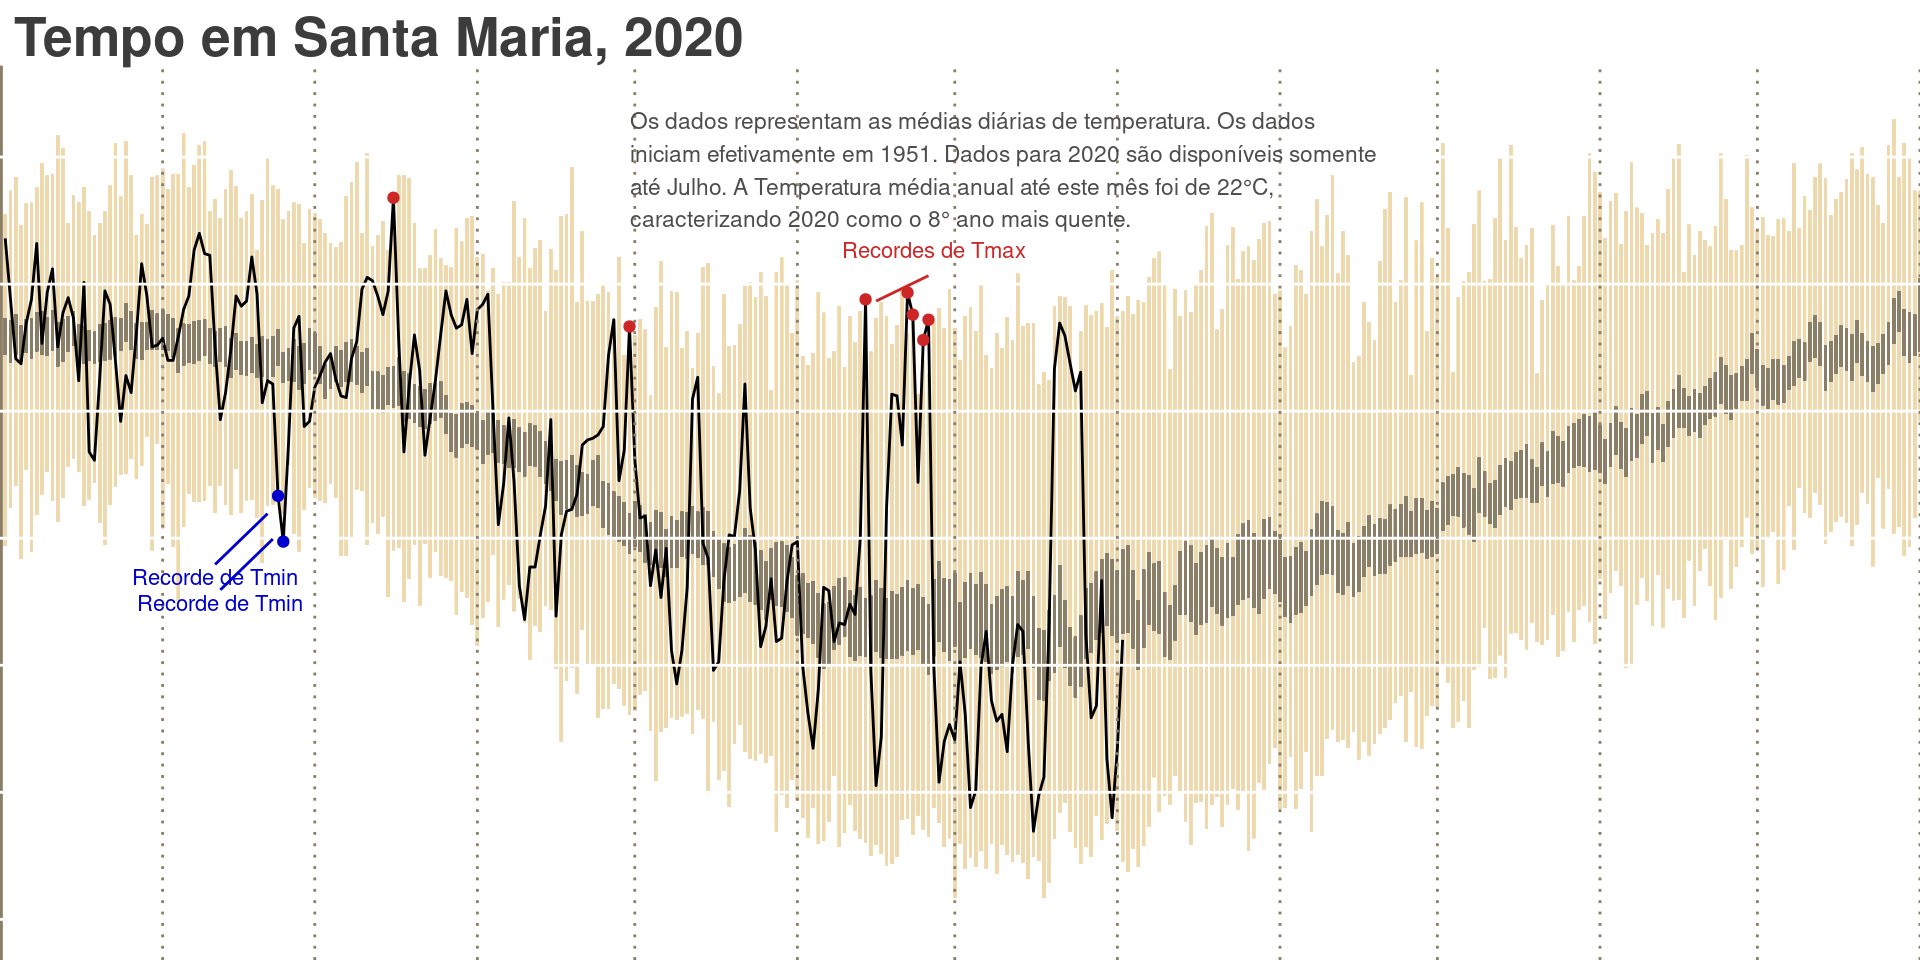 Tempo em Santa Maria, 2020
Os dados representam as médias diárias de temperatura. Os dados
iniciam efetivamente em 1951. Dados para 2020 são disponíveis somente
até Julho. A Temperatura média anual até este mês foi de 22°C,
caracterizando 2020 como o 8° ano mais quente.
Recordes de Tmax
Recorde de Tmin
Recorde de Tmin